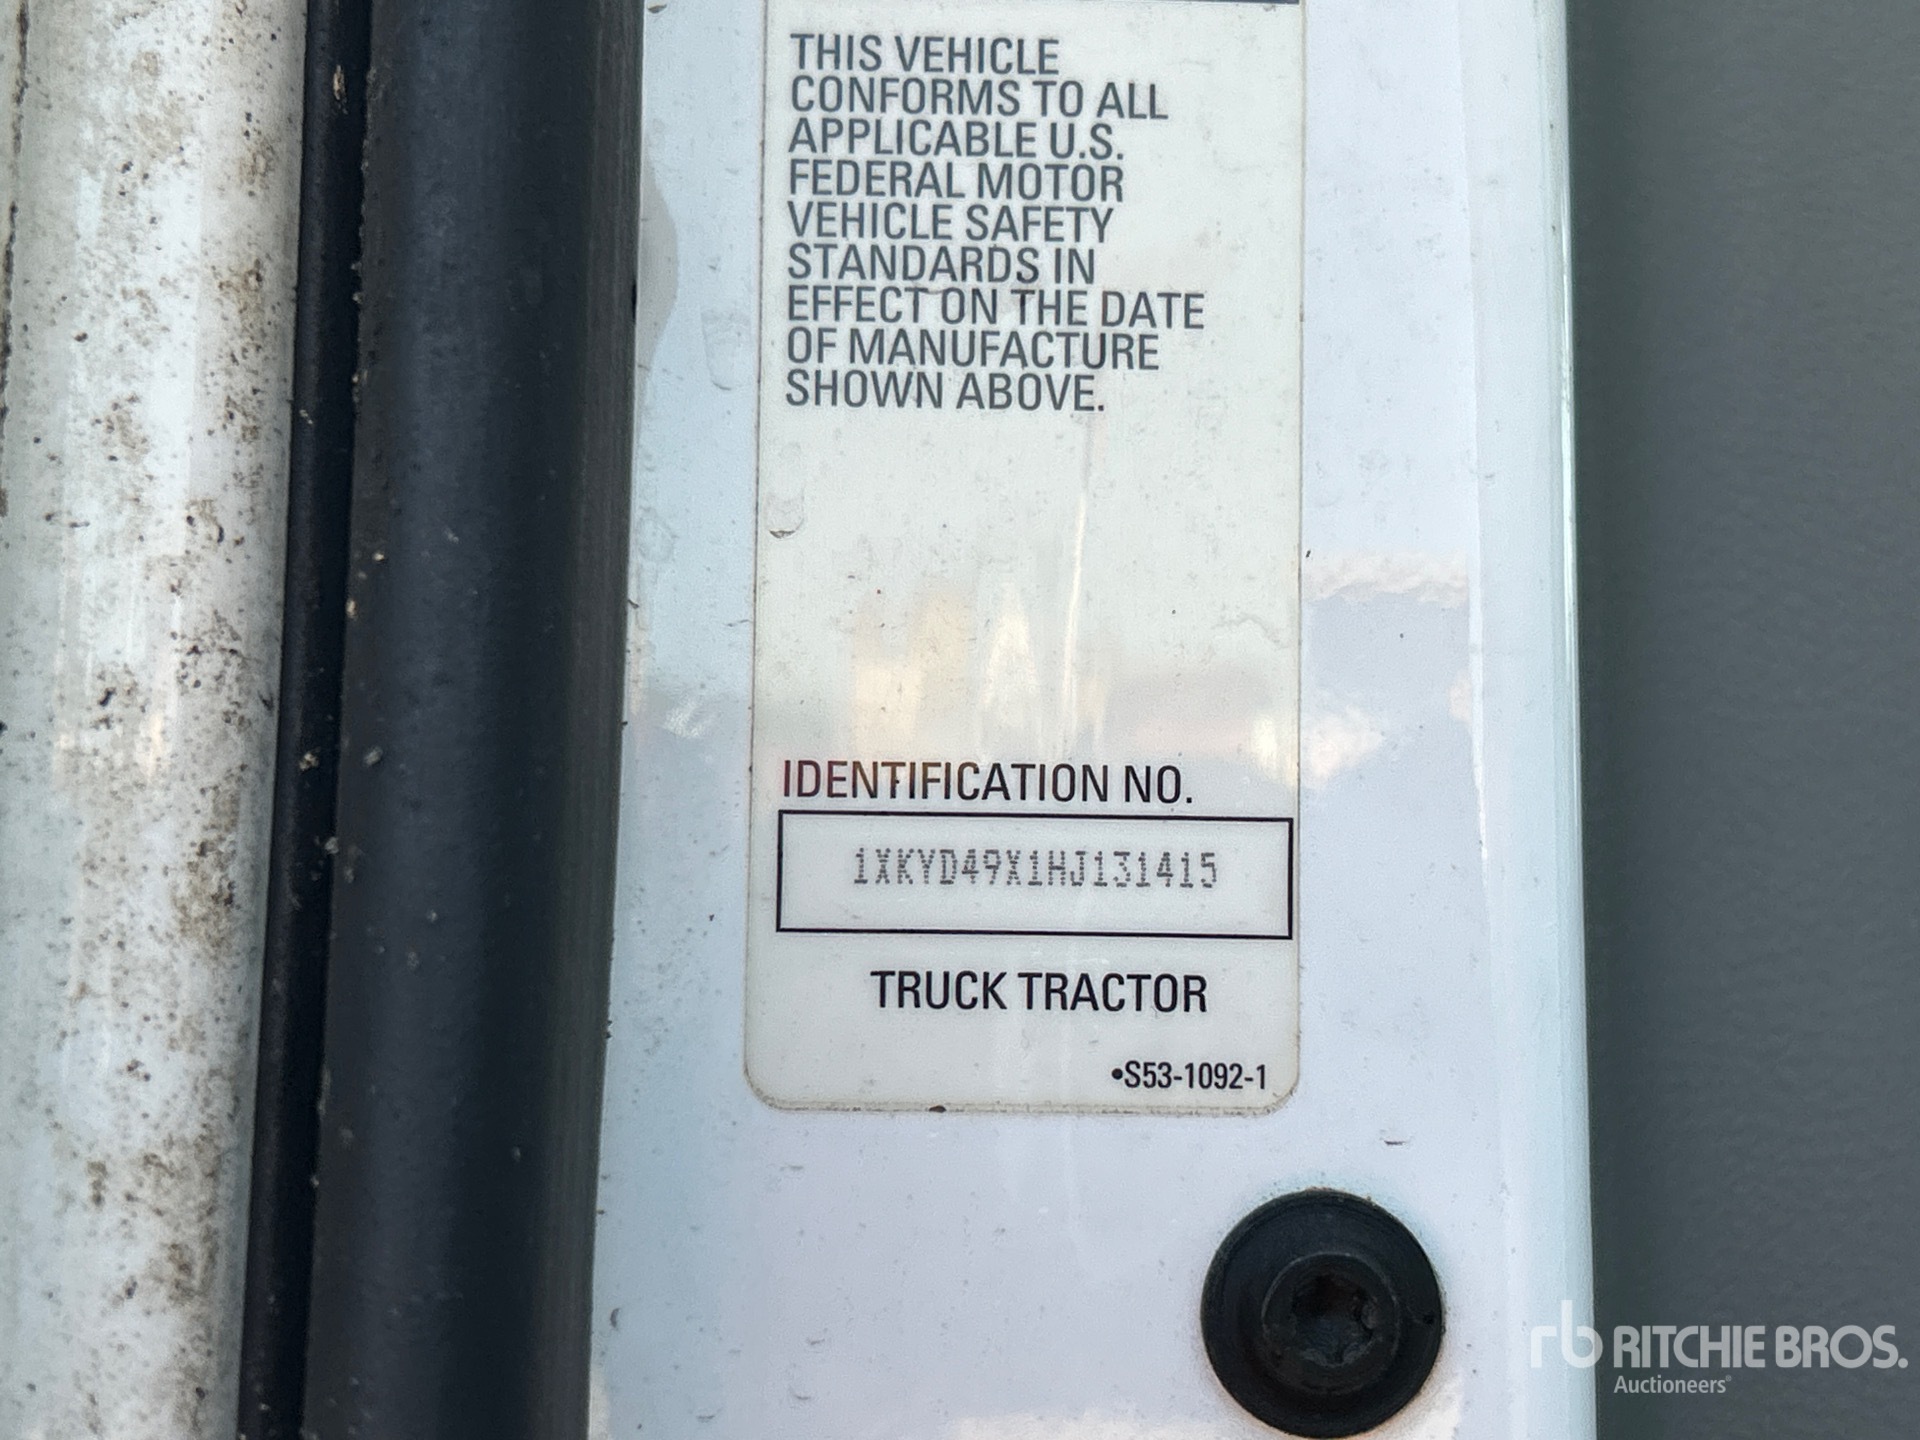 THIS VEHICLE
CONFORMS TO ALL
APPLICABLE U.S.
FEDERAL MOTOR
VEHICLE SAFETY
STANDARDS IN
EFFECT ON THE DATE
OF MANUFACTURE
SHOWN ABOVE.
IDENTIFICATION NO.
1XKYD49X1HJ131415
TRUCK TRACTOR
•S53-1092-1
rb RITCHIE BROS.
Auctioneers®